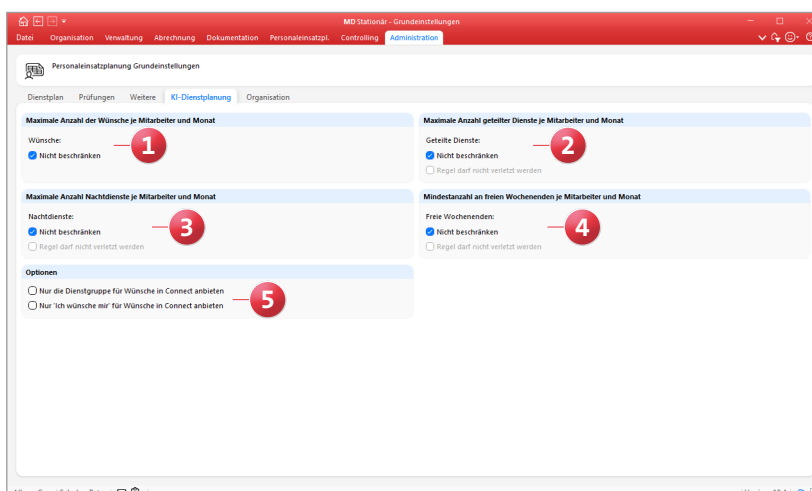 MD Stationär - Grundeinstellungen
Datei Organisation Verwaltung Abrechnung Dokumentation Personaleinsatzpl. Controlling Administration
Personaleinsatzplanung Grundeinstellungen
Dienstplan Prüfungen Weitere KI-Dienstplanung Organisation
Maximale Anzahl der Wünsche je Mitarbeiter und Monat
Wünsche:
Nicht beschränken
1
Maximale Anzahl geteilter Dienste je Mitarbeiter und Monat
Geteilte Dienste:
Nicht beschränken
Regel darf nicht verletzt werden
2
Maximale Anzahl Nachtdienste je Mitarbeiter und Monat
Nachtdienste:
Nicht beschränken
Regel darf nicht verletzt werden
3
Mindestanzahl an freien Wochenenden je Mitarbeiter und Monat
Freie Wochenenden:
Nicht beschränken
Regel darf nicht verletzt werden
4
Optionen
Nur die Dienstgruppe für Wünsche in Connect anbieten
Nur 'Ich wünsche mir' für Wünsche in Connect anbieten
5